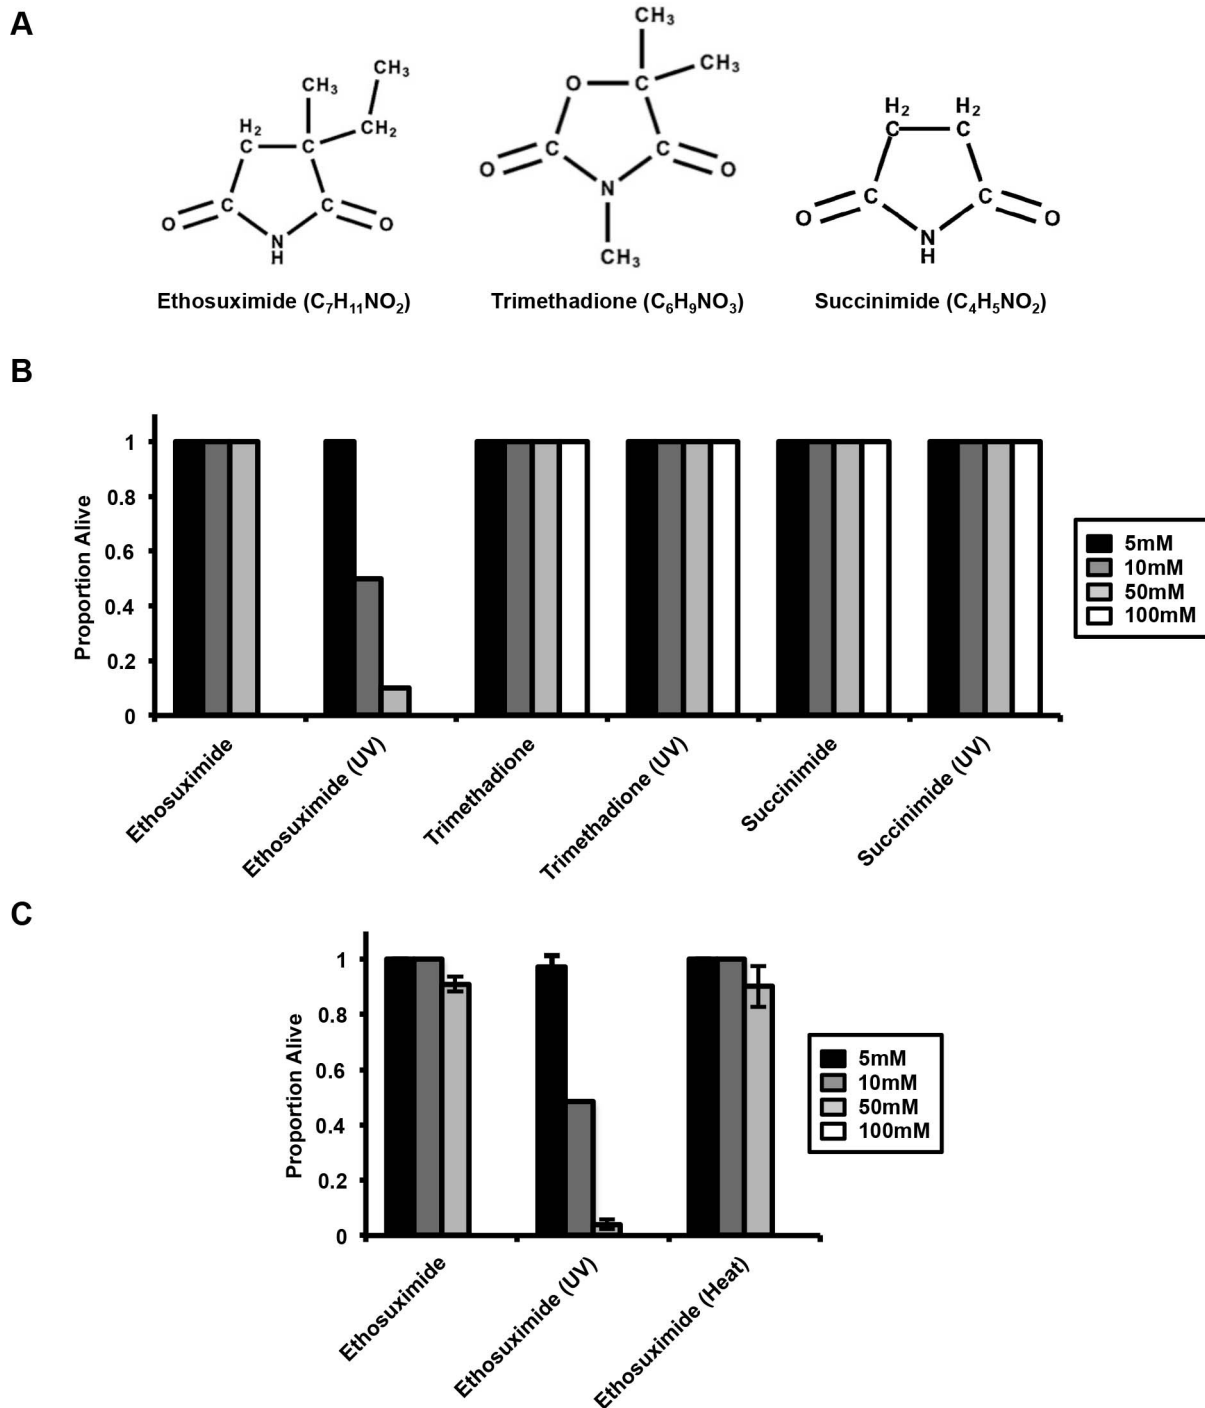 A
CH3
CH3 CH3 CH3
H2 CH2 O C H2 H2
C C C C
C C O C C O C C
O O N O O
N N
H CH3 H
Ethosuximide (C7H11NO2) Trimethadione (C6H9NO3) Succinimide (C4H5NO2)
B
Proportion Alive
1
0.8
0.6
0.4
0.2
0
Ethosuximide
Ethosuximide (UV)
Trimethadione
Trimethadione (UV)
Succinimide
Succinimide (UV)
5mM
10mM
50mM
100mM
C
Proportion Alive
1
0.8
0.6
0.4
0.2
0
Ethosuximide
Ethosuximide (UV)
Ethosuximide (Heat)
5mM
10mM
50mM
100mM